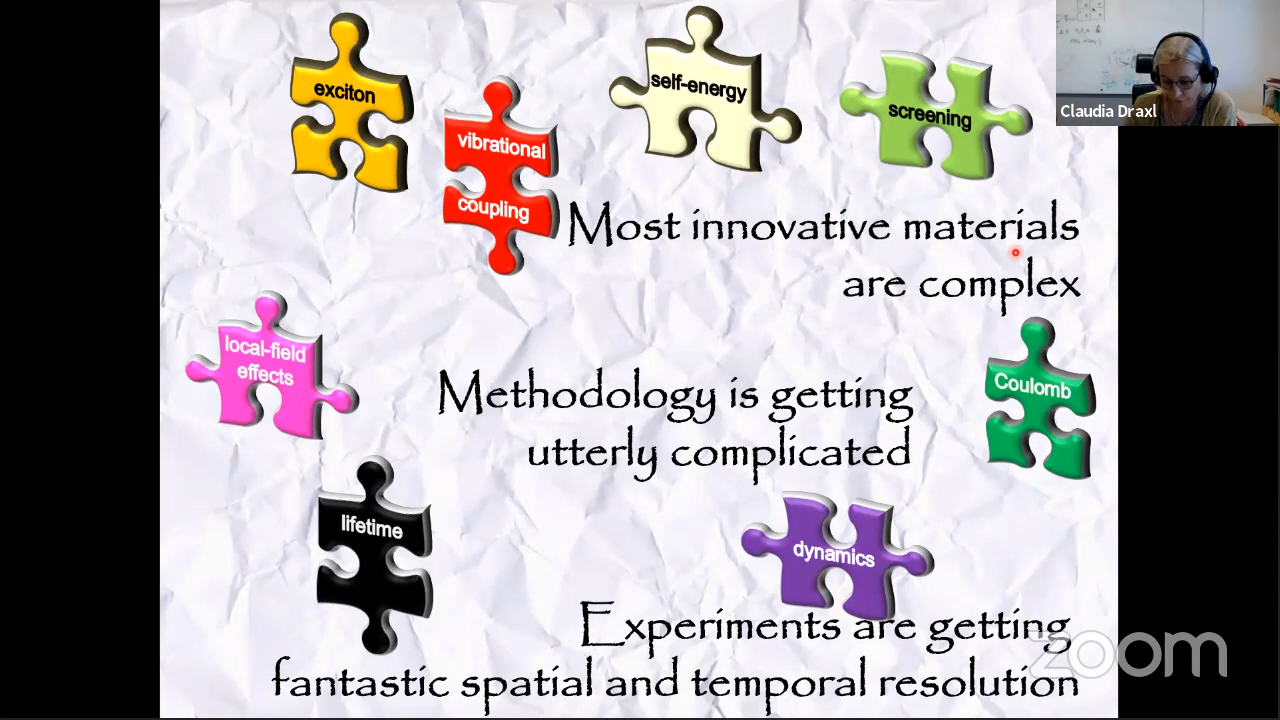 exciton
vibrational
coupling
self-energy
screening
Claudia Draxl
Most innovative materials
are complex
local-field
effects
Methodology is getting
utterly complicated
Coulomb
lifetime
dynamics
Experiments are getting
fantastic spatial and temporal resolution
zoom